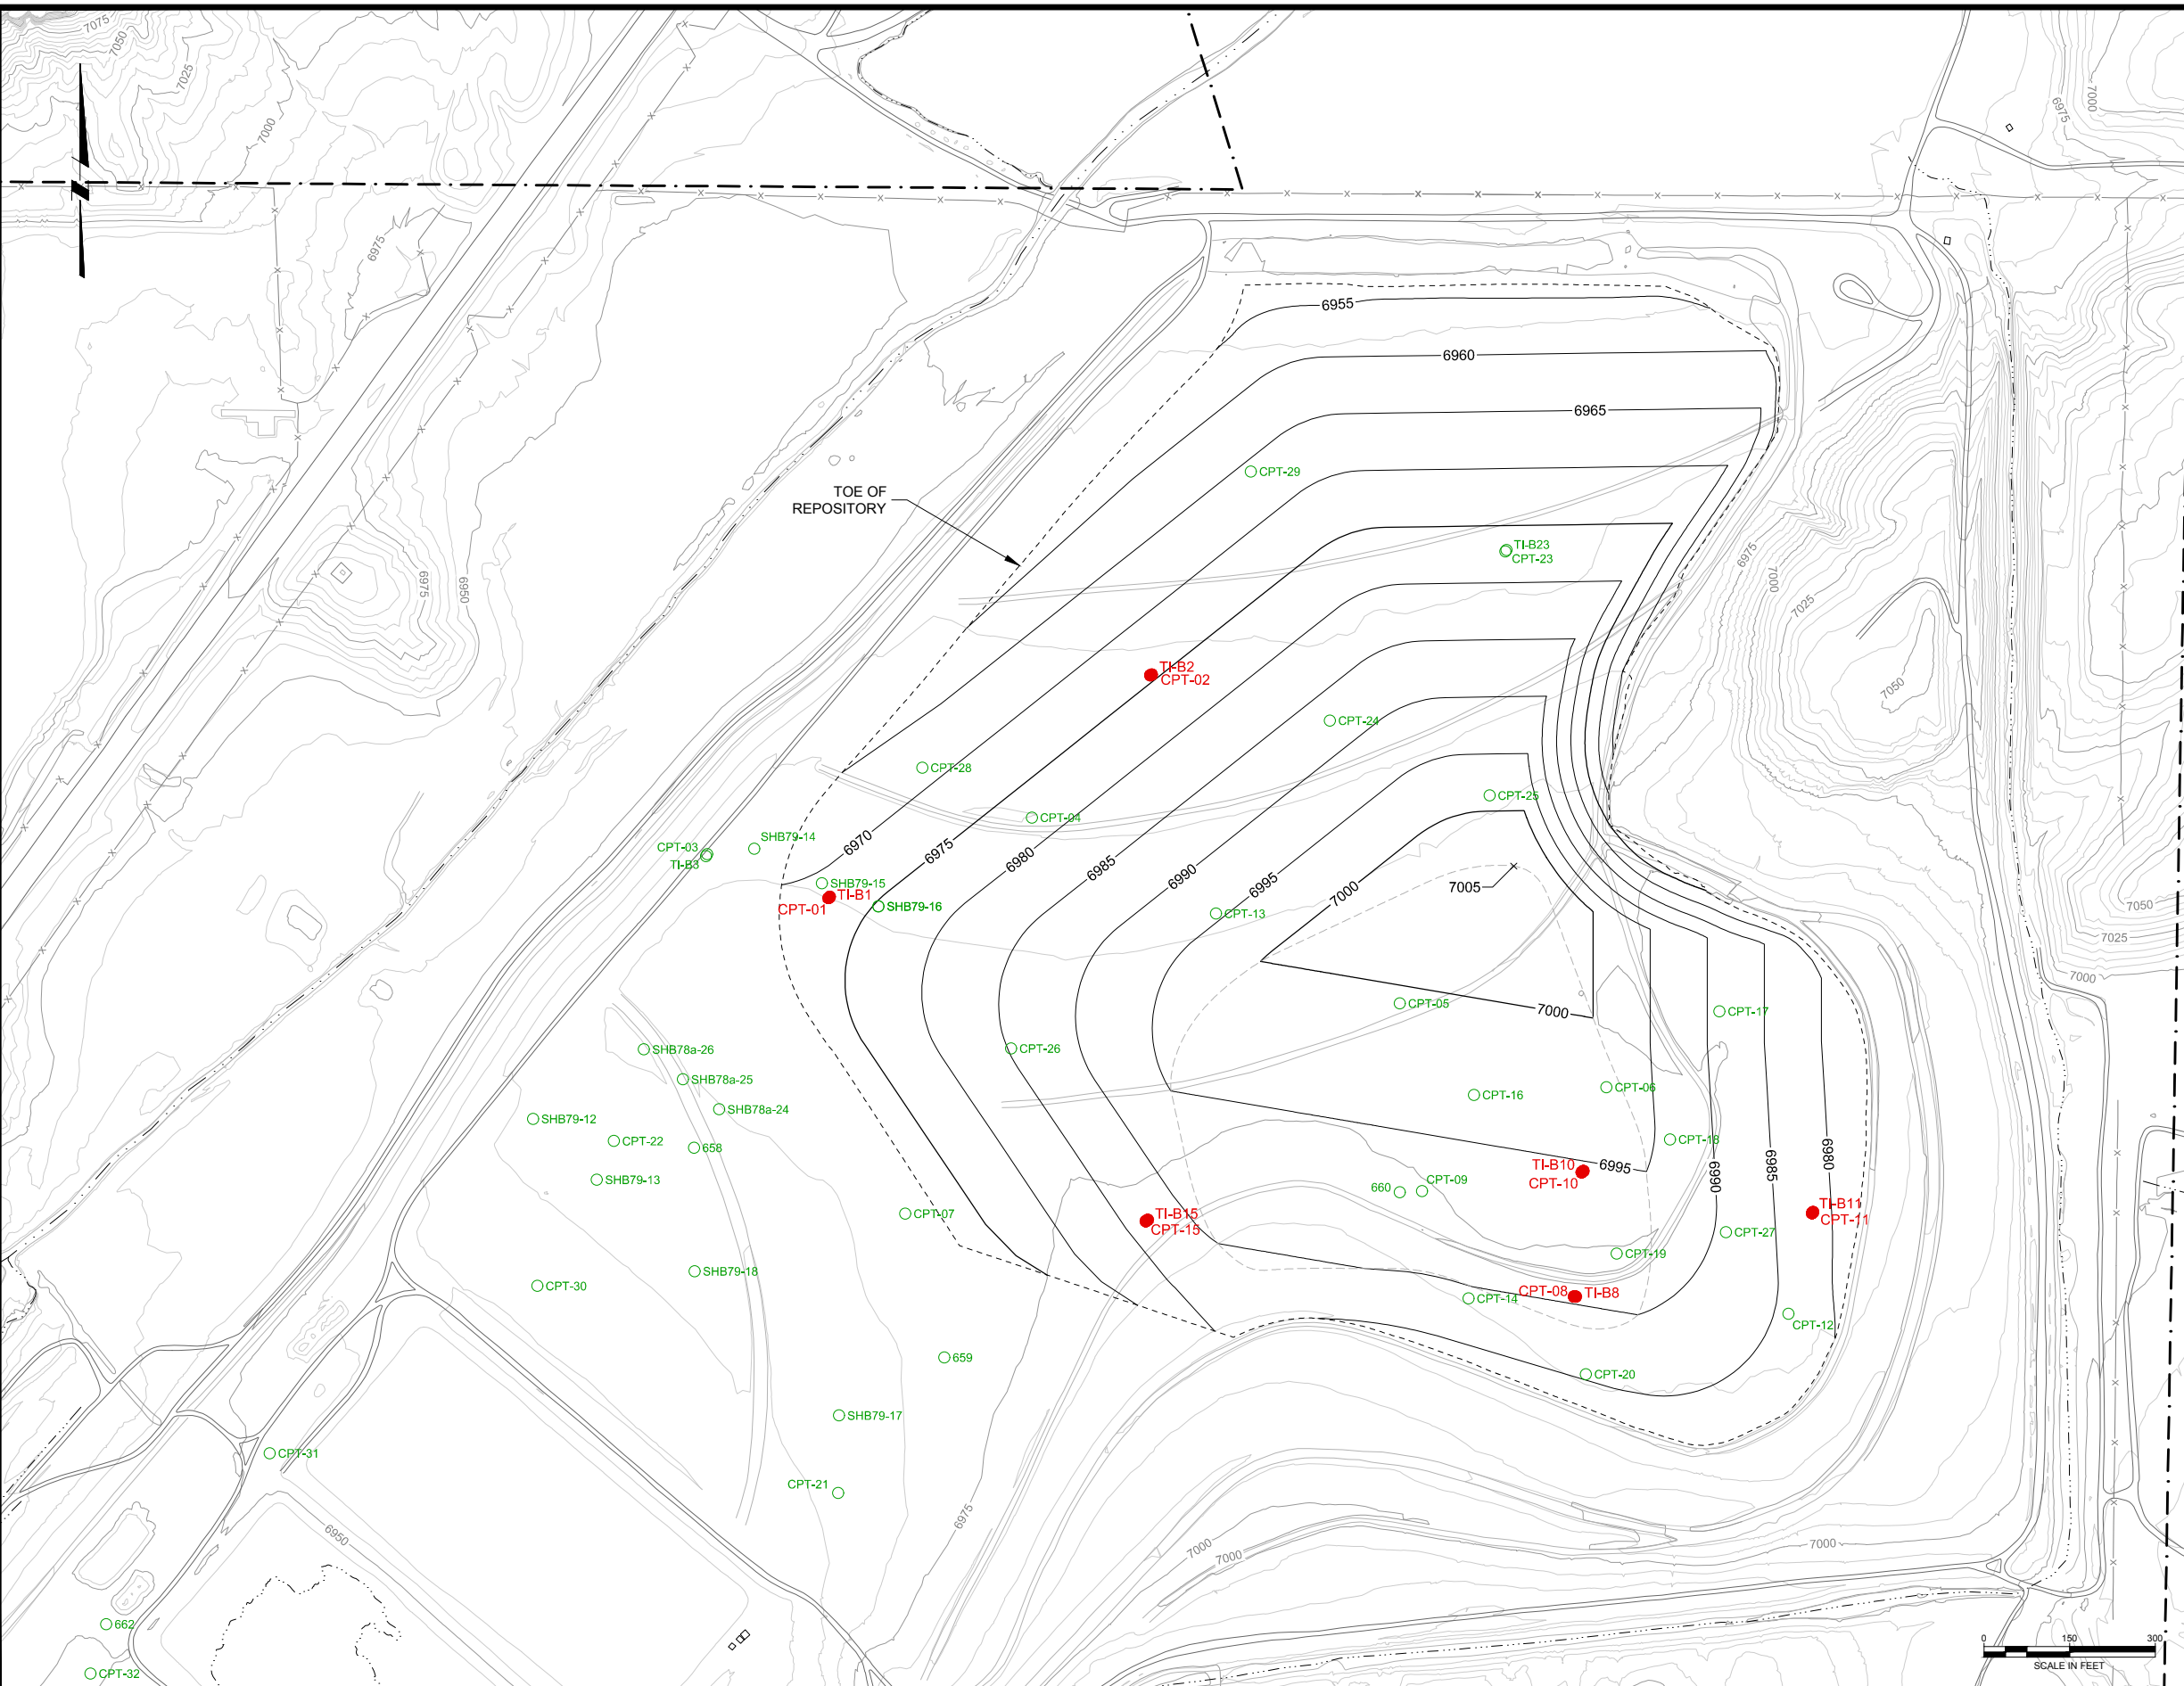 7075
7050
7025
7000
6975
7000
6975
6955
6960
6965
CPT-29
TOE OF
REPOSITORY
TI-B23
CPT-23
6975
7000
7025
7050
6975
6950
TI-B2
CPT-02
CPT-24
CPT-28
CPT-25
CPT-04
CPT-03
TI-B3
SHB79-14
6970
6975
6980
6985
6990
6995
7000
7005
SHB79-15
TI-B1
CPT-01
SHB79-16
CPT-13
7050
7025
7000
CPT-05
7000
CPT-17
SHB78a-26
CPT-26
SHB78a-25
CPT-06
CPT-16
SHB78a-24
SHB79-12
CPT-22
658
CPT-18
6980
6985
6990
TI-B10
6995
CPT-10
SHB79-13
660
CPT-09
CPT-07
TI-B15
CPT-15
TI-B11
CPT-11
CPT-27
CPT-19
SHB79-18
CPT-30
CPT-14
CPT-08
TI-B8
CPT-12
659
CPT-20
SHB79-17
CPT-31
CPT-21
6975
6950
7000
7000
7000
662
CPT-32
0 150 300
SCALE IN FEET